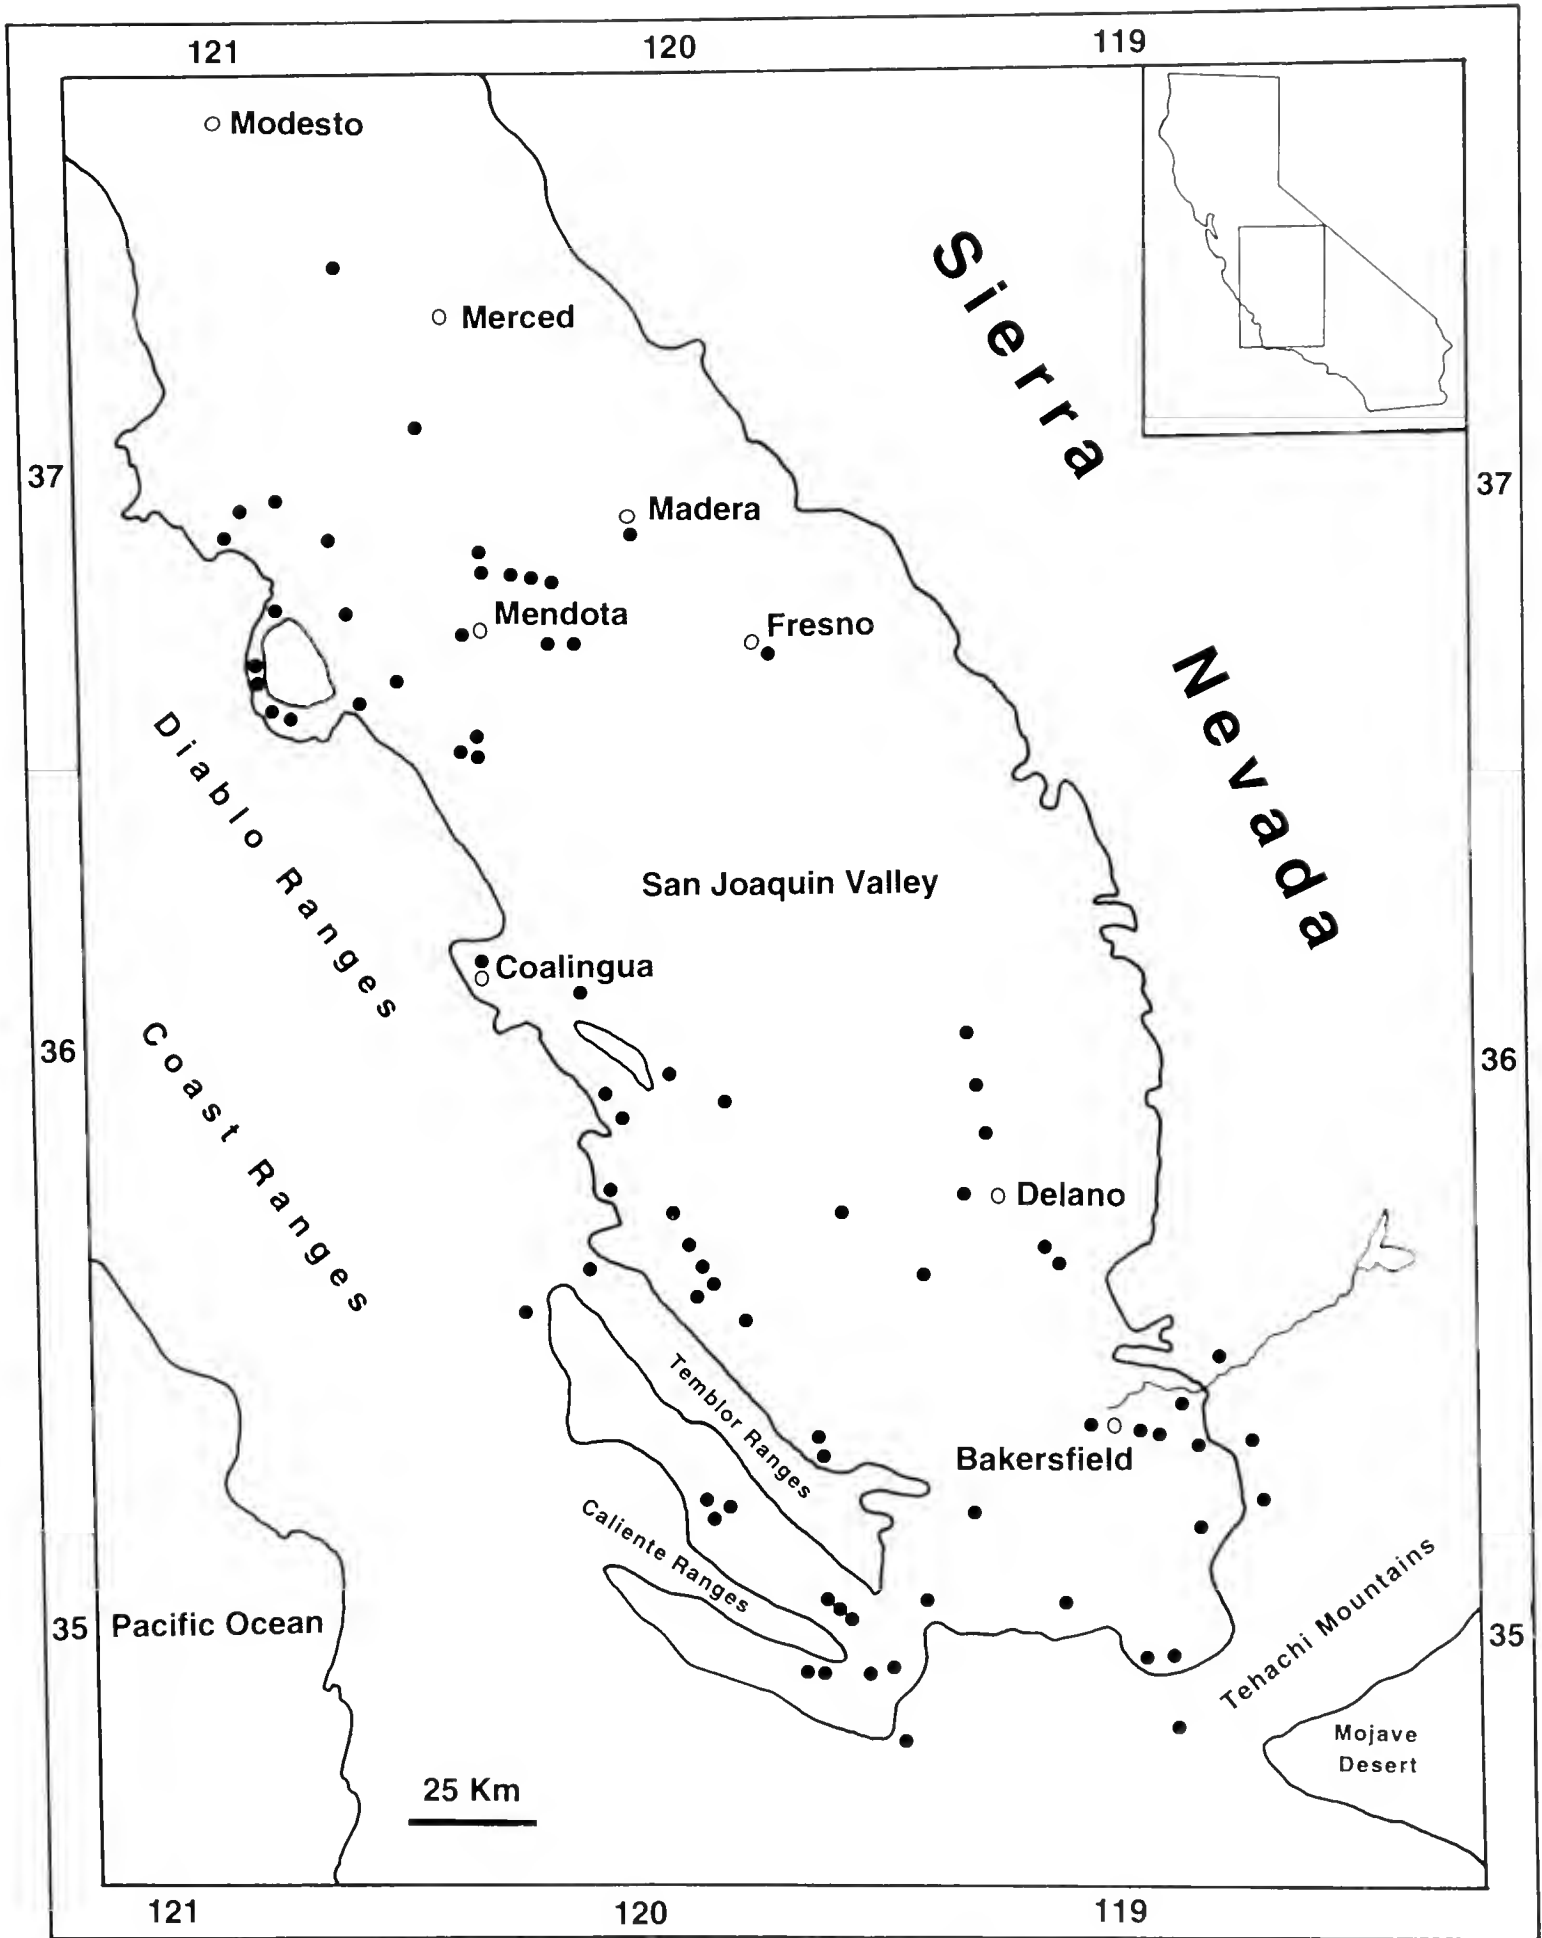 121 120 119
Modesto
Sierra
Merced
37 37
Madera
Mendota
Fresno
Nevada
Diablo Ranges
San Joaquin Valley
Coalingua
36 36
Coast Ranges
Delano
Temblor Ranges
Bakersfield
Caliente Ranges
Tehachi Mountains
35 Pacific Ocean 35
Mojave
Desert
25 Km
121 120 119